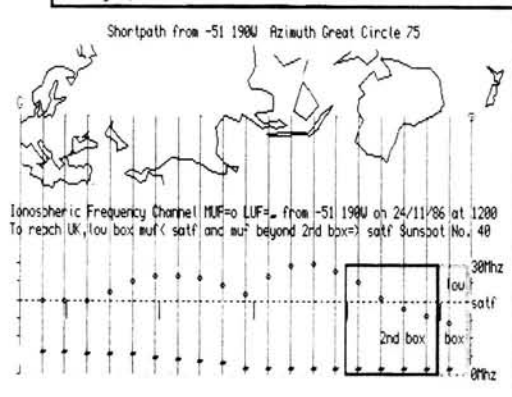 Shortpath from -51 190W Azimuth Great Circle 75
G
Ionospheric Frequency Channel MUF=o LUF=- from -51 190W on 24/11/86 at 1200
To reach UK,low box muf< satf and muf beyond 2nd box=> satf Sunspot No. 40
30Mhz
low
satf
2nd box box
0Mhz